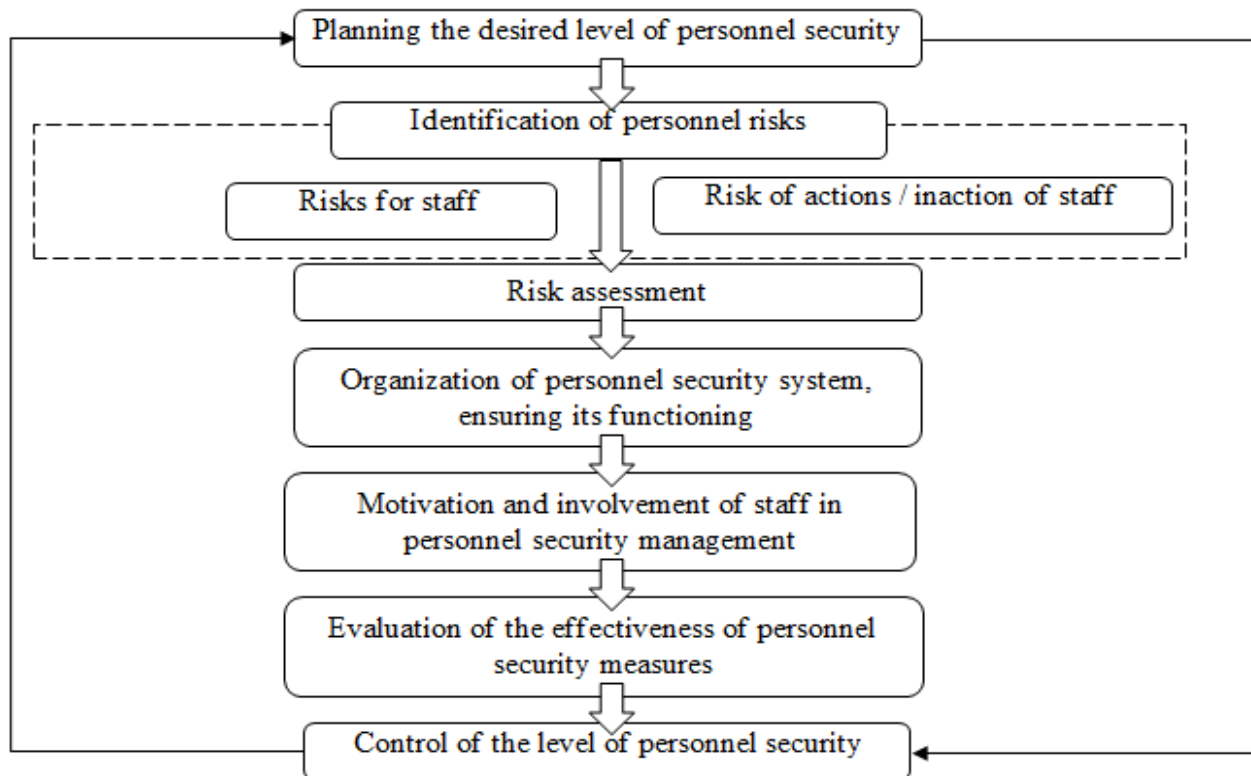 Planning the desired level of personnel security
Identification of personnel risks
Risks for staff
Risk of actions / inaction of staff
Risk assessment
Organization of personnel security system,
ensuring its functioning
Motivation and involvement of staff in
personnel security management
Evaluation of the effectiveness of personnel
security measures
Control of the level of personnel security